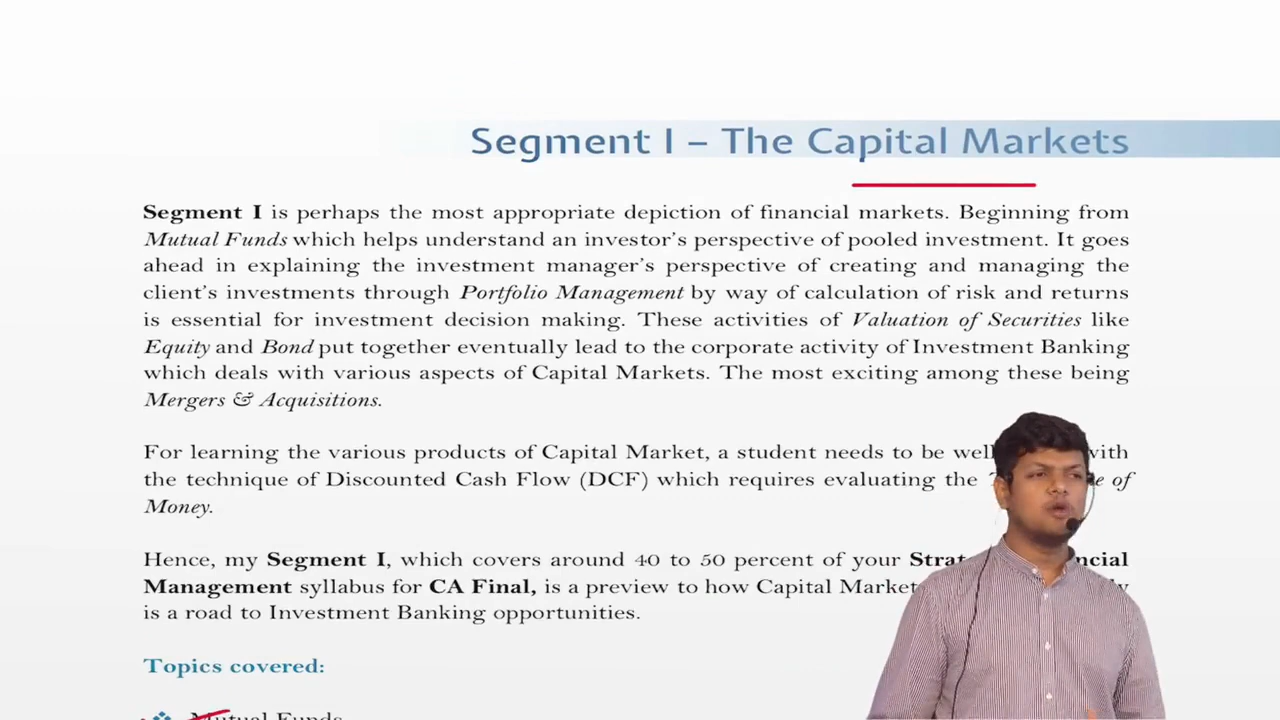 Segment I – The Capital Markets
Segment I is perhaps the most appropriate depiction of financial markets. Beginning from
Mutual Funds which helps understand an investor's perspective of pooled investment. It goes
ahead in explaining the investment manager's perspective of creating and managing the
client's investments through Portfolio Management by way of calculation of risk and returns
is essential for investment decision making. These activities of Valuation of Securities like
Equity and Bond put together eventually lead to the corporate activity of Investment Banking
which deals with various aspects of Capital Markets. The most exciting among these being
Mergers & Acquisitions.
For learning the various products of Capital Market, a student needs to be well with
the technique of Discounted Cash Flow (DCF) which requires evaluating the of
Money.
Hence, my Segment I, which covers around 40 to 50 percent of your
Management syllabus for CA Final, is a preview to how Capital
is a road to Investment Banking opportunities.
Topics covered:
Mutual Funds